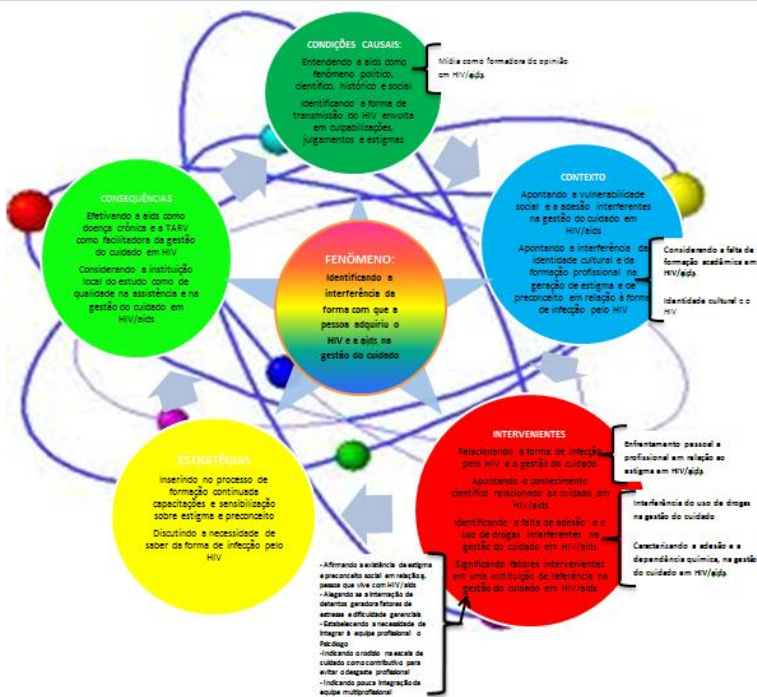 CONDIÇÕES CAUSAIS:
Entendendo a aids como
fenômeno político,
científico, histórico e social
Identificando a forma de
transmissão do HIV envolta
em culpabilizações,
julgamentos e estigmas
Mídia como formadora de opinião
em HIV/aids.
CONTEXTO
Apontando a vulnerabilidade
social e a adesão interferentes
na gestão do cuidado em
HIV/aids
Apontando a interferência da
identidade cultural e da
formação profissional na
geração de estigma e de
preconceito em relação à forma
de infecção pelo HIV
Considerando a falta de
formação acadêmica em
HIV/aids.
Identidade cultural e o
HIV
CONSEQUÊNCIAS
Efetivando a aids como
doença crônica e a TARV
como facilitadora da gestão
do cuidado em HIV
Considerando a instituição
local do estudo como de
qualidade na assistência e na
gestão do cuidado em
HIV/aids
FENÔMENO:
Identificando a
interferência da
forma com que a
pessoa adquiriu o
HIV e a aids na
gestão do cuidado
ESTRATÉGIAS
Inserindo no processo de
formação continuada
capacitações e sensibilização
sobre estigma e preconceito
Discutindo a necessidade de
saber da forma de infecção pelo
HIV
INTERVENIENTES
Relacionando a forma de infecção
pelo HIV e a gestão do cuidado
Apontando o conhecimento
científico relacionado ao cuidado em
HIV/aids
Identificando a falta de adesão e o
uso de drogas interferentes na
gestão do cuidado em HIV/aids
Significando fatores intervenientes
em uma instituição de referência na
gestão do cuidado em HIV/aids
Enfrentamento pessoal e
profissional em relação ao
estigma em HIV/aids.
Interferência do uso de drogas
na gestão do cuidado
Caracterizando a adesão e a
dependência química, na gestão
do cuidado em HIV/aids.
- Afirmando a existência de estigma
e preconceito social em relação a
pessoa que vive com HIV/aids
- Alegando se a internação de
detentos geradora fatores de
estresse e dificuldade gerenciais
- Estabelecendo a necessidade de
integrar à equipe profissional o
Psicólogo
-Indicando o rodízio na escala de
cuidado como contributivo para
evitar o desgaste profissional
- Indicando pouca integração da
equipe multiprofissional